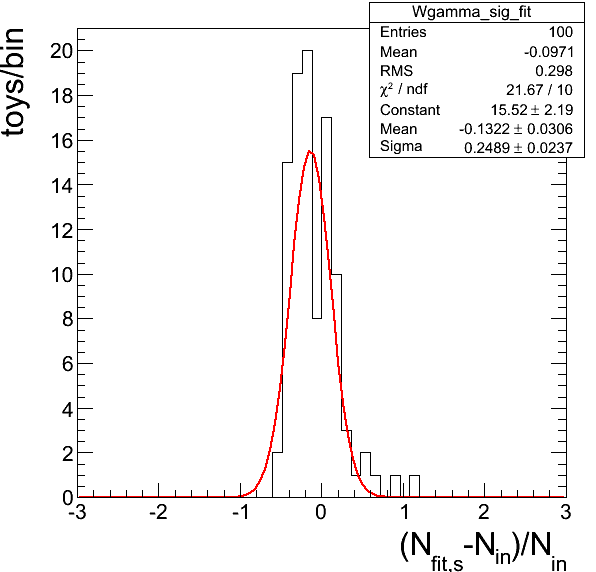 Wgamma_sig_fit
Entries 100
Mean -0.0971
RMS 0.298
χ² / ndf 21.67 / 10
Constant 15.52 ± 2.19
Mean -0.1322 ± 0.0306
Sigma 0.2489 ± 0.0237
toys/bin
20
18
16
14
12
10
8
6
4
2
0
-3 -2 -1 0 1 2 3
(N_fit,s-N_in)/N_in